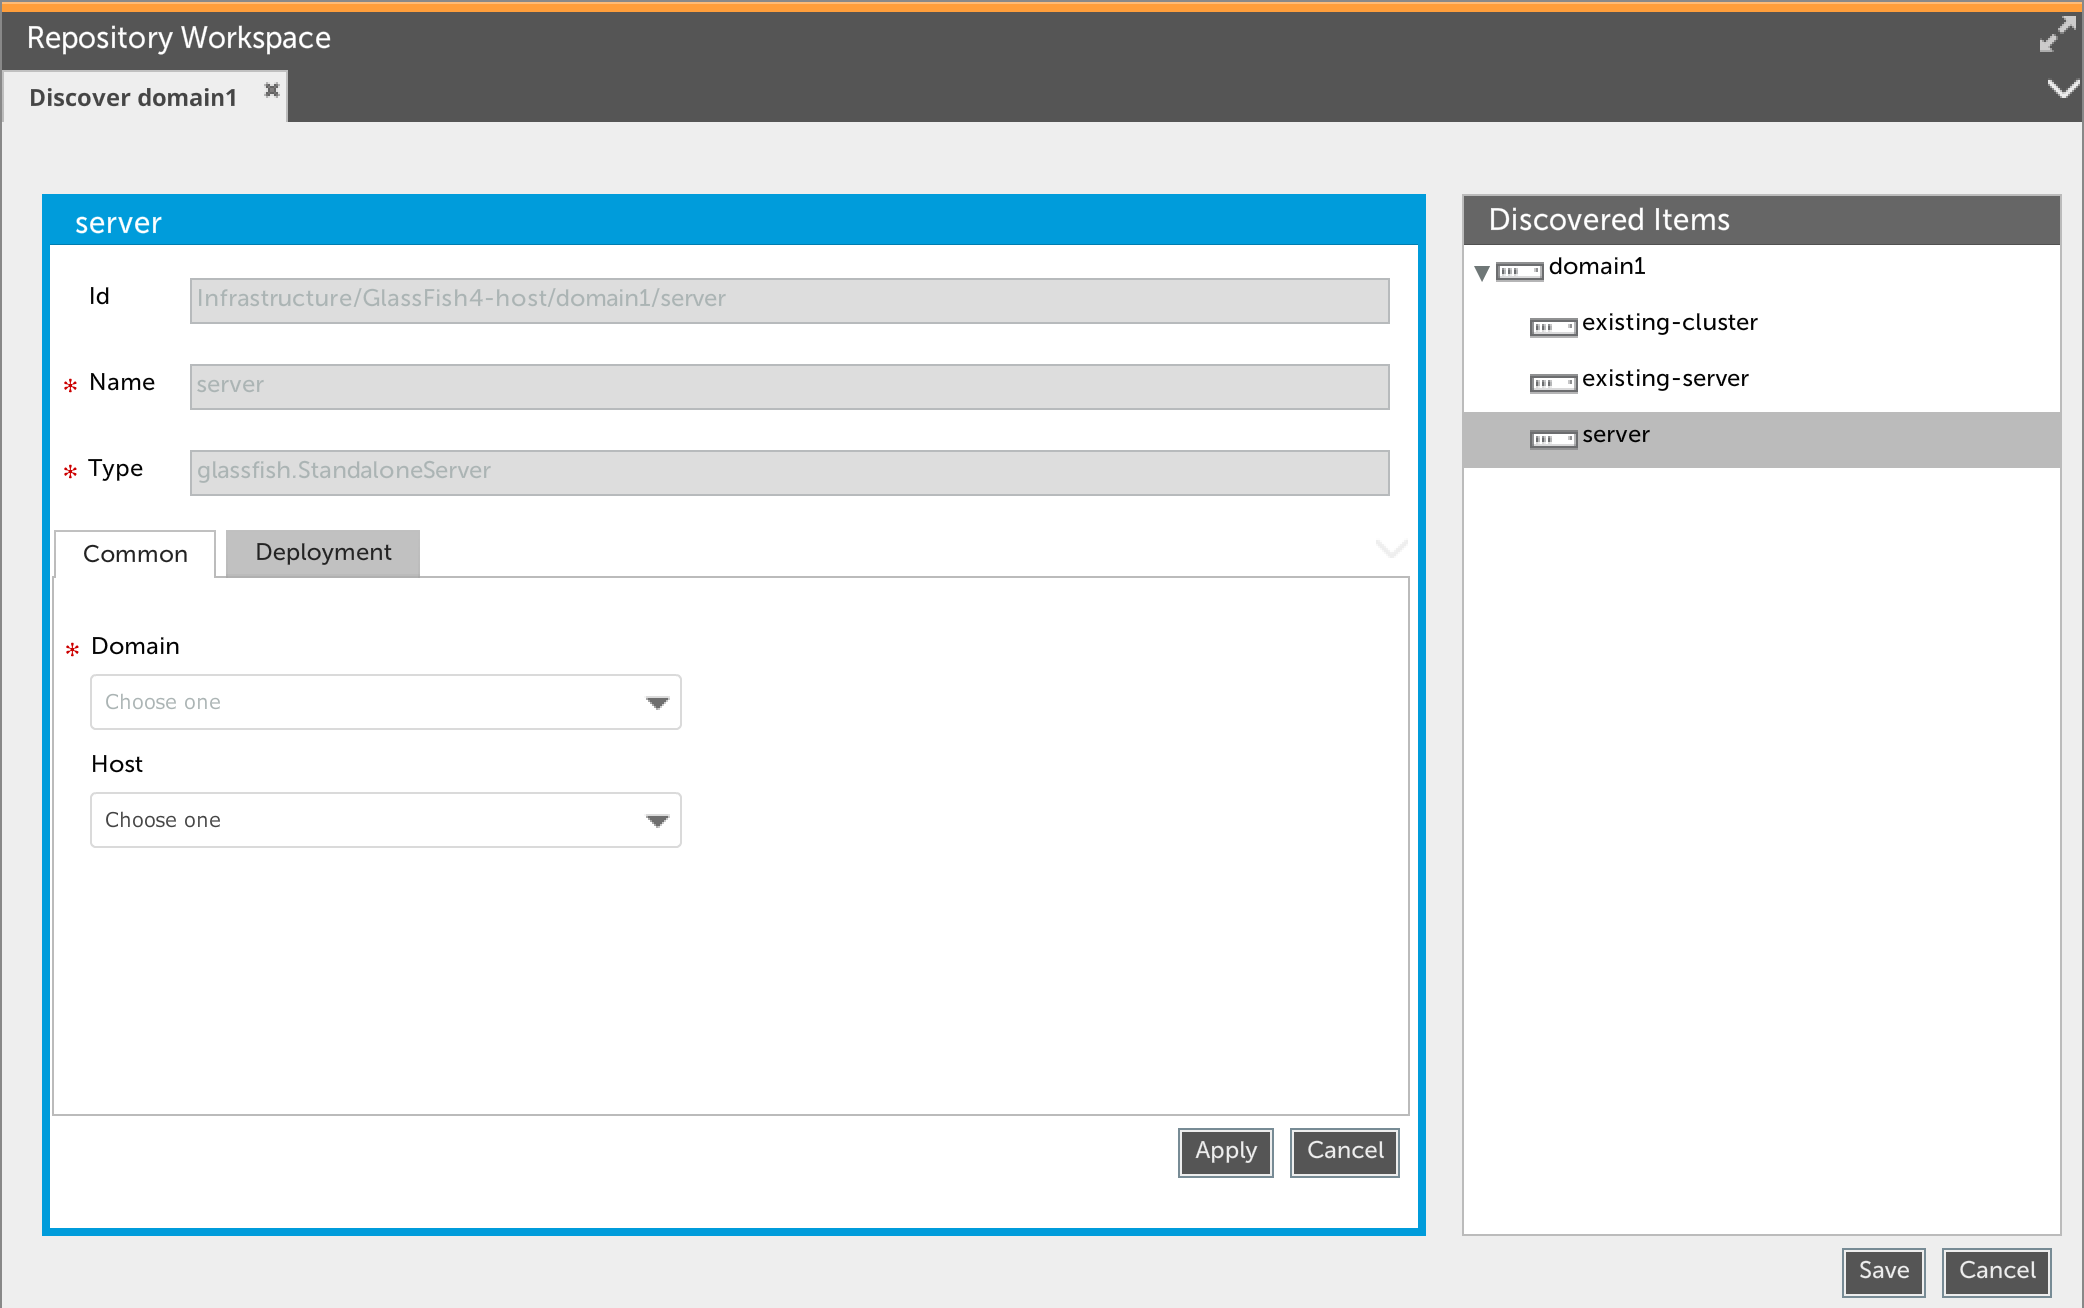 Repository Workspace
Discover domain1
server
Id
Infrastructure/GlassFish4-host/domain1/server
* Name
server
* Type
glassfish.StandaloneServer
Common
Deployment
* Domain
Choose one
Host
Choose one
Apply
Cancel
Discovered Items
domain1
existing-cluster
existing-server
server
Save
Cancel